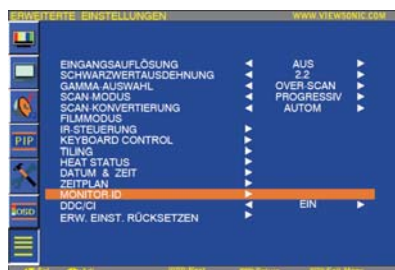 ERWEITERTE EINSTELLUNGEN WWW.VIEWSONIC.COM
EINGANGSAUFLÖSUNG AUS
SCHWARZWERTAUSDEHNUNG 2.2
GAMMA-AUSWAHL OVER-SCAN
SCAN-MODUS PROGRESSIV
SCAN-KONVERTIERUNG AUTOM
FILMMODUS
IR-STEUERUNG
KEYBOARD CONTROL
PIP
TILING
HEAT STATUS
DATUM & ZEIT
ZEITPLAN
MONITOR-ID
DDC/CI EIN
OSD
ERW. EINST. RÜCKSETZEN